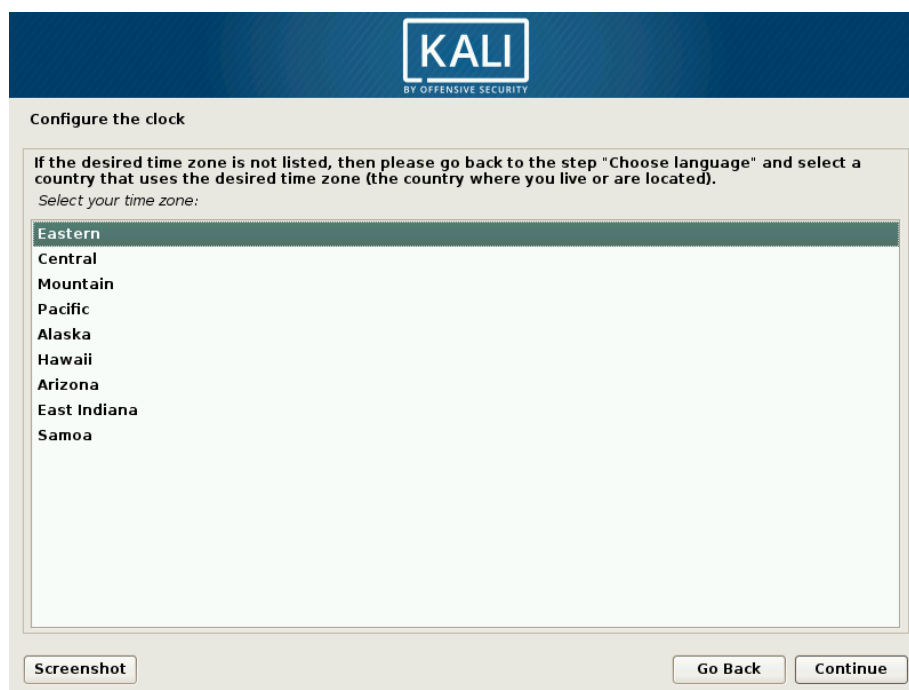 KALI
BY OFFENSIVE SECURITY
Configure the clock
If the desired time zone is not listed, then please go back to the step "Choose language" and select a
country that uses the desired time zone (the country where you live or are located).
Select your time zone:
Eastern
Central
Mountain
Pacific
Alaska
Hawaii
Arizona
East Indiana
Samoa
Screenshot
Go Back
Continue